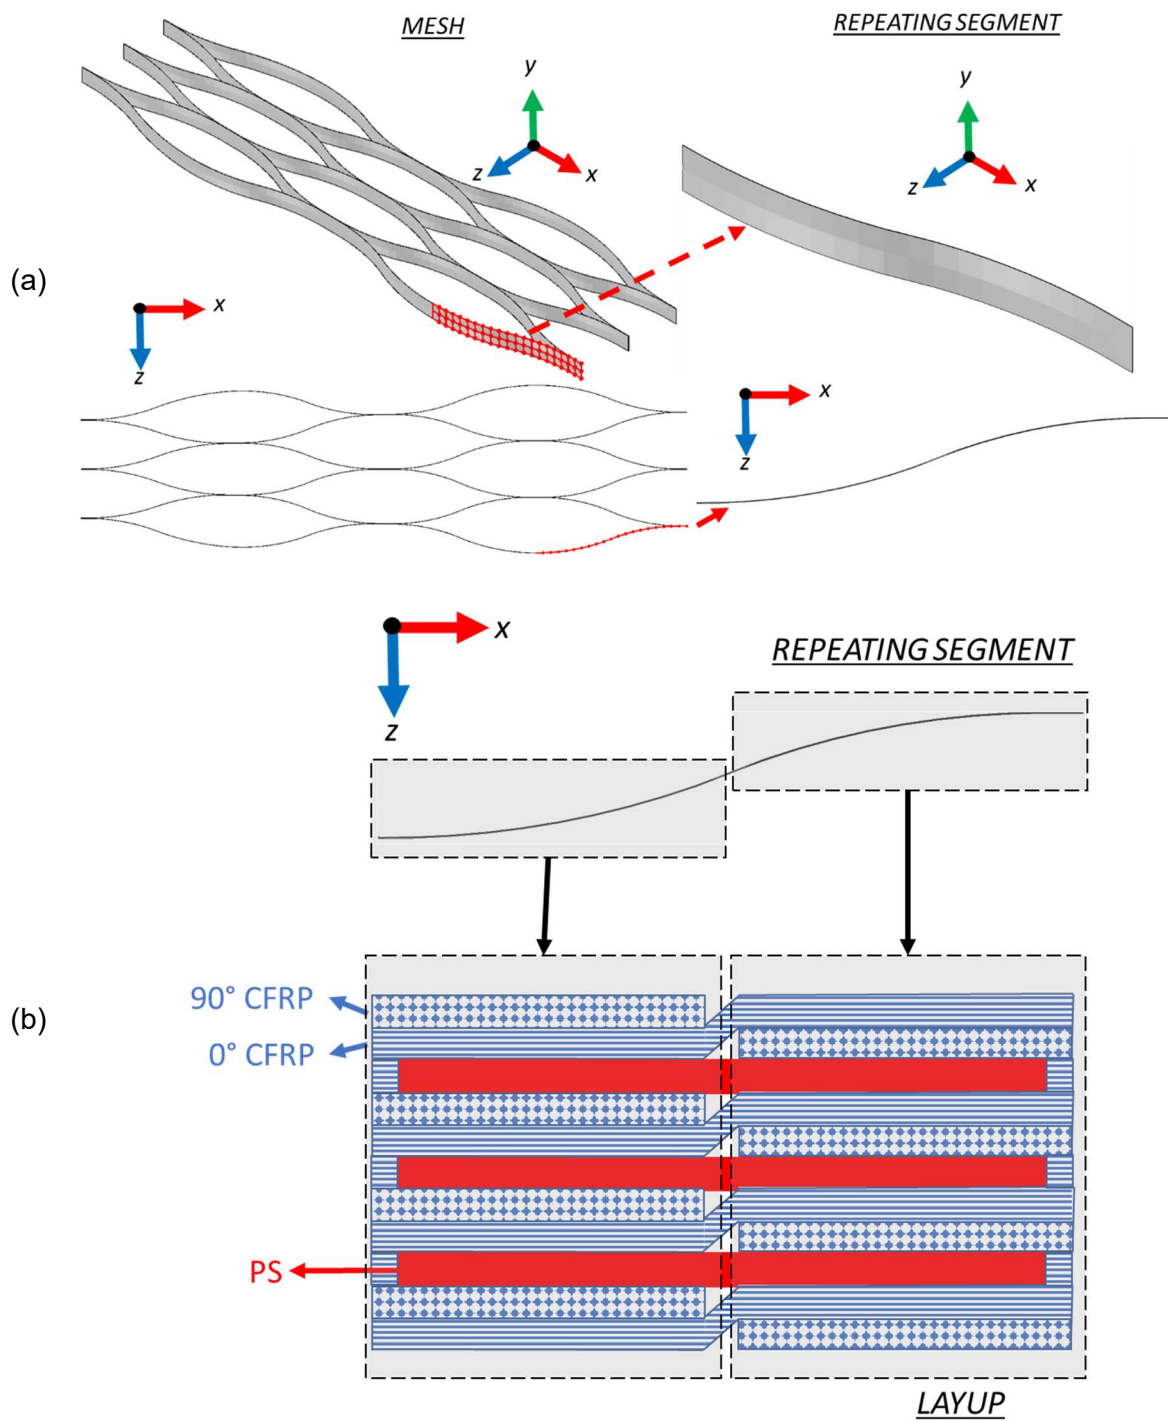 MESH
REPEATING SEGMENT
y
z
x
y
z
x
(a)
x
z
x
z
x
z
REPEATING SEGMENT
90° CFRP
0° CFRP
(b)
PS
LAYUP